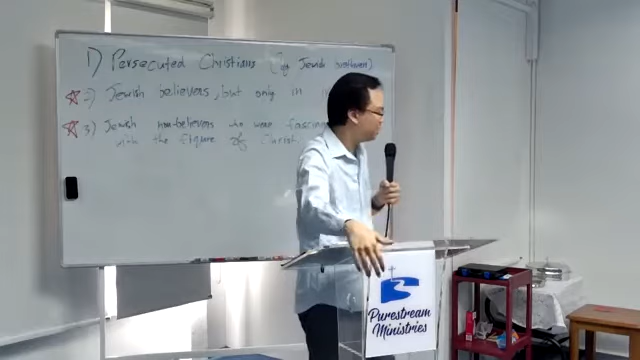 1) Persecuted Christians (by Jewish brethren)
2) Jewish believers, but only in
3) Jewish non-believers who were fascin
with the figure of Christ.
Purestream
Ministries